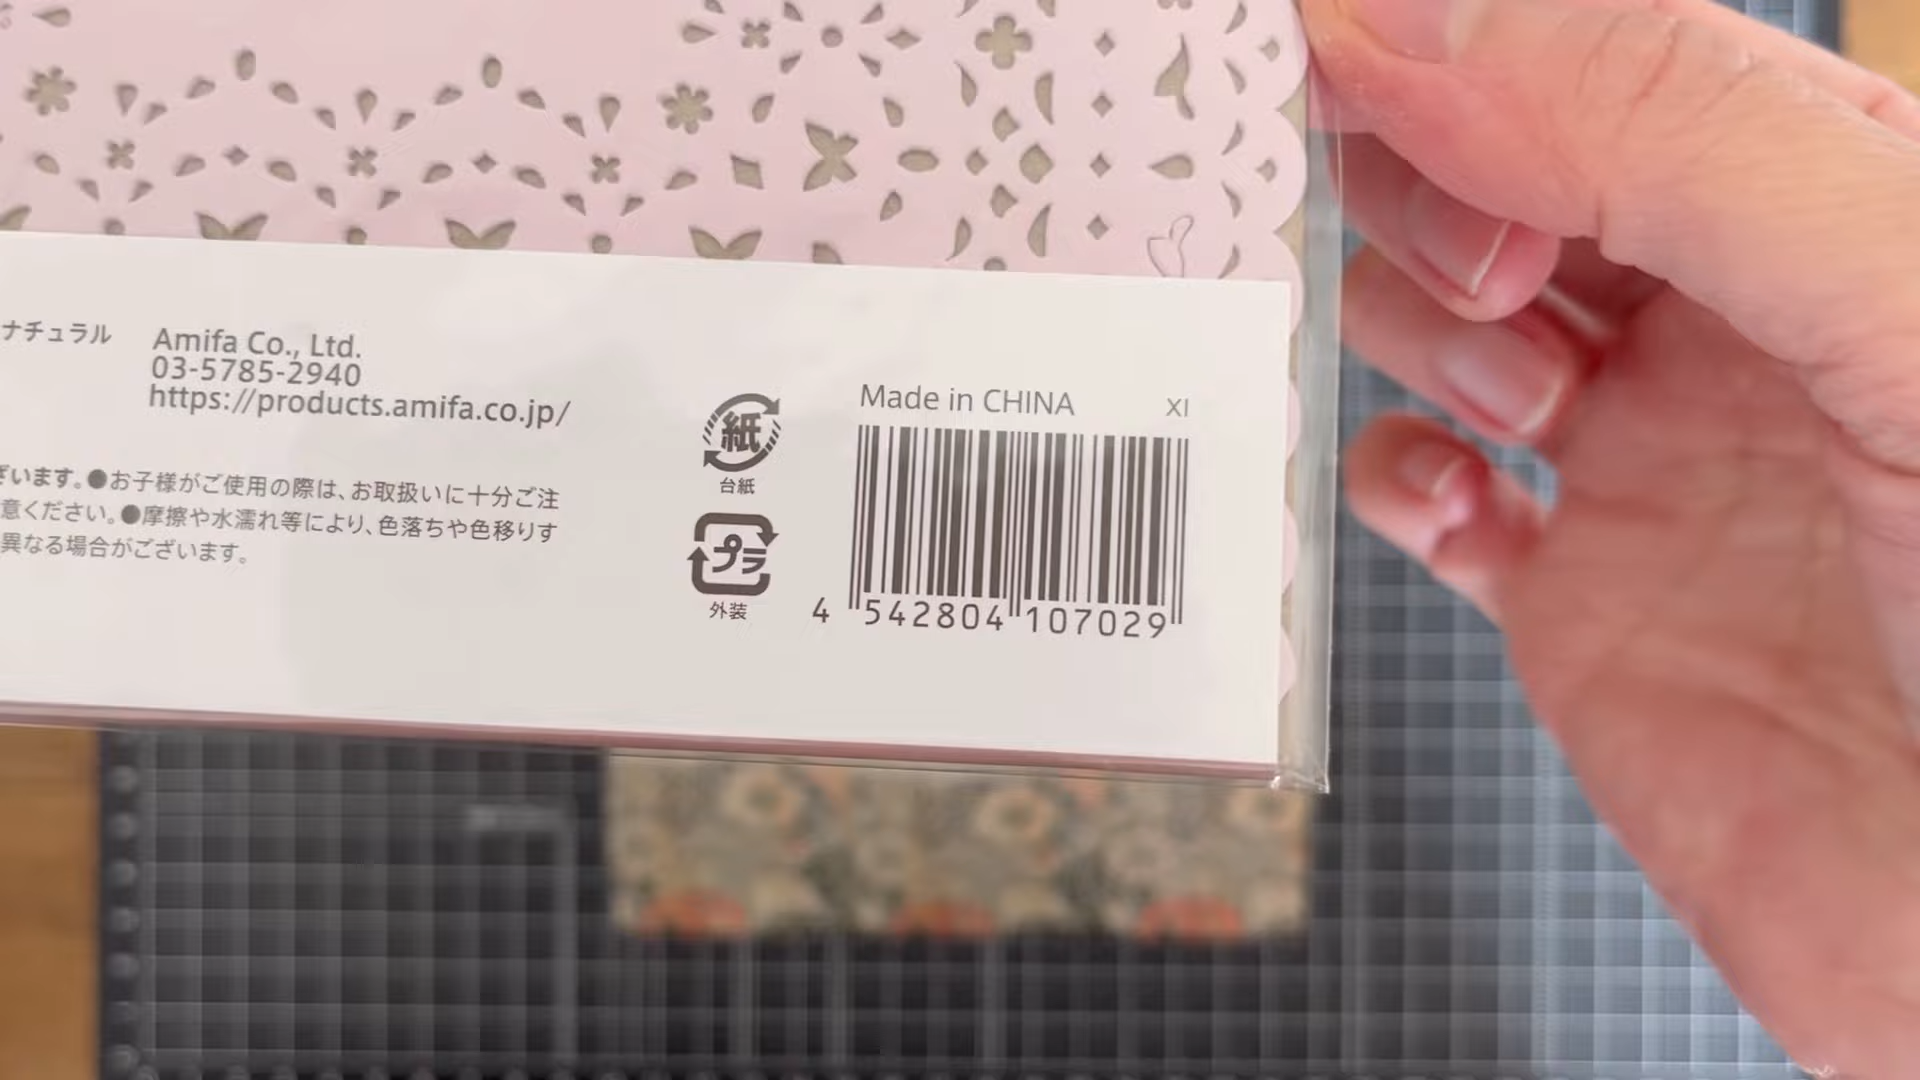 ナチュラル
Amifa Co., Ltd.
03-5785-2940
https://products.amifa.co.jp/
ざいます。●お子様がご使用の際は、お取扱いに十分ご注
意ください。●摩擦や水濡れ等により、色落ちや色移りす
異なる場合がございます。
紙
台紙
プラ
外装
Made in CHINA XI
4 542804 107029